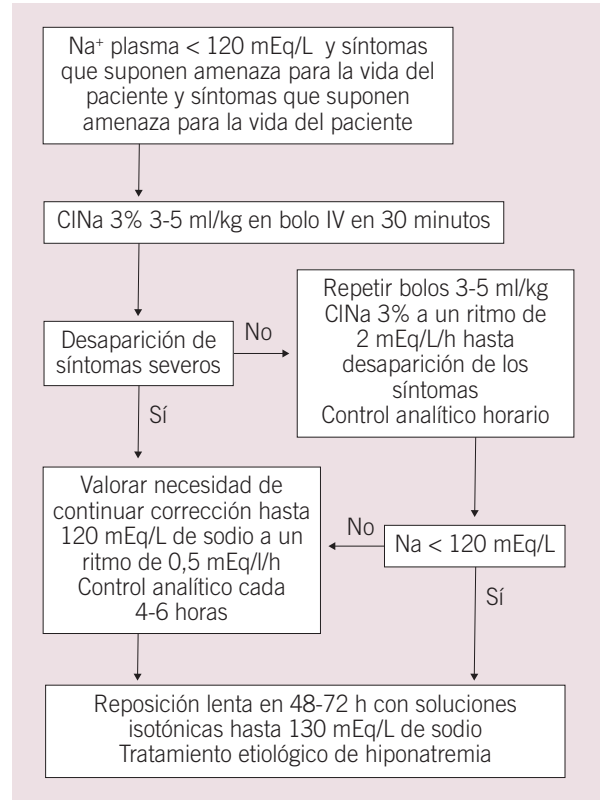 Na⁺ plasma < 120 mEq/L y síntomas
que suponen amenaza para la vida del
paciente y síntomas que suponen
amenaza para la vida del paciente
ClNa 3% 3-5 ml/kg en bolo IV en 30 minutos
Desaparición de
síntomas severos
No
Repetir bolos 3-5 ml/kg
ClNa 3% a un ritmo de
2 mEq/L/h hasta
desaparición de los
síntomas
Control analítico horario
Sí
Valorar necesidad de
continuar corrección hasta
120 mEq/L de sodio a un
ritmo de 0,5 mEq/l/h
Control analítico cada
4-6 horas
No
Na < 120 mEq/L
Sí
Reposición lenta en 48-72 h con soluciones
isotónicas hasta 130 mEq/L de sodio
Tratamiento etiológico de hiponatremia